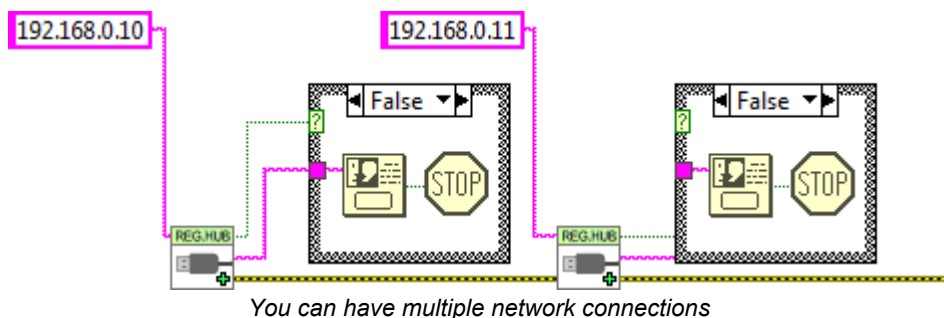 192.168.0.10
192.168.0.11
False
False
?
?
STOP
STOP
REG.HUB
REG.HUB
You can have multiple network connections